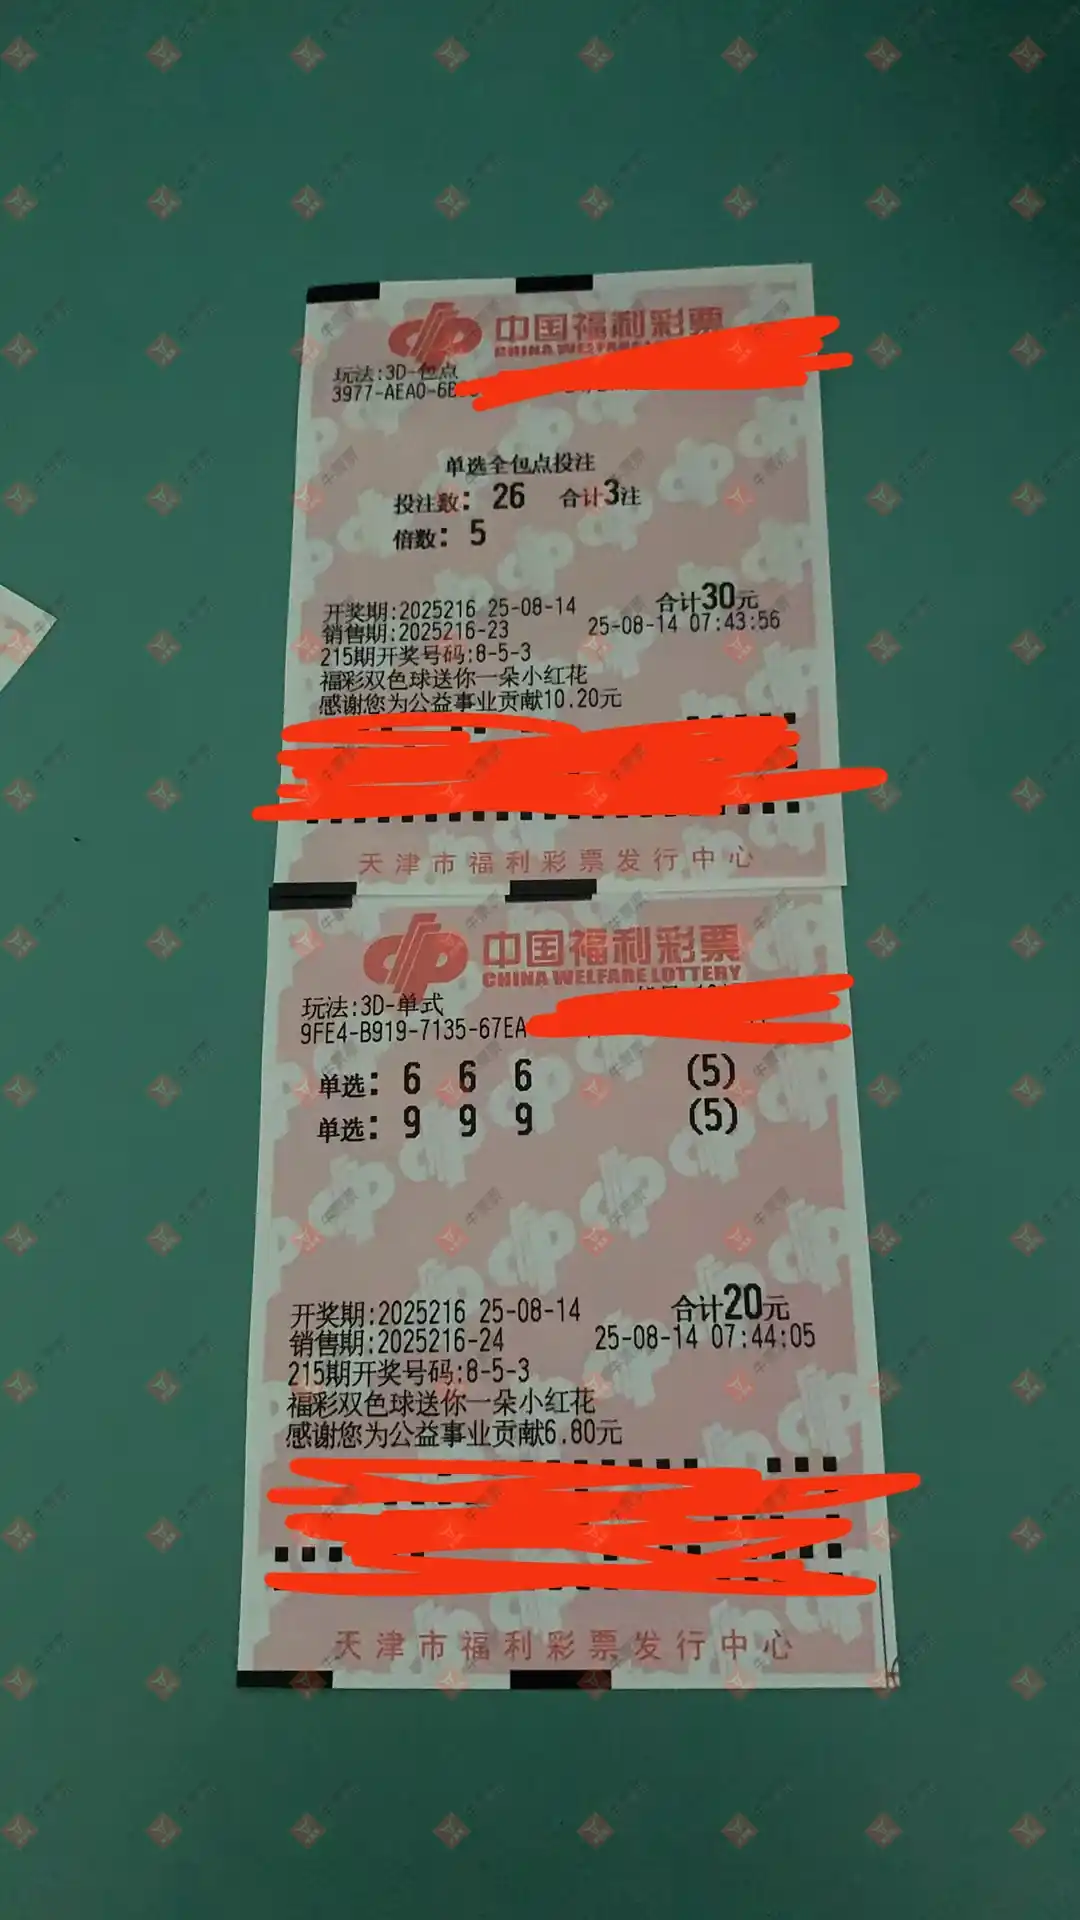 中国福利彩票
CHINA WELFARE
玩法:3D-包点
3977-AEA0-6B
单选全包点投注
投注数: 26 合计3注
倍数: 5
合计30元
开奖期:2025216 25-08-14
销售期:2025216-23 25-08-14 07:43:56
215期开奖号码:8-5-3
福彩双色球送你一朵小红花
感谢您为公益事业贡献10.20元
天津市福利彩票发行中心
中国福利彩票
CHINA WELFARE LOTTERY
玩法:3D-单式
9FE4-B919-7135-67EA
单选: 6 6 6 (5)
单选: 9 9 9 (5)
开奖期:2025216 25-08-14 合计20元
销售期:2025216-24 25-08-14 07:44:05
215期开奖号码:8-5-3
福彩双色球送你一朵小红花
感谢您为公益事业贡献6.80元
天津市福利彩票发行中心